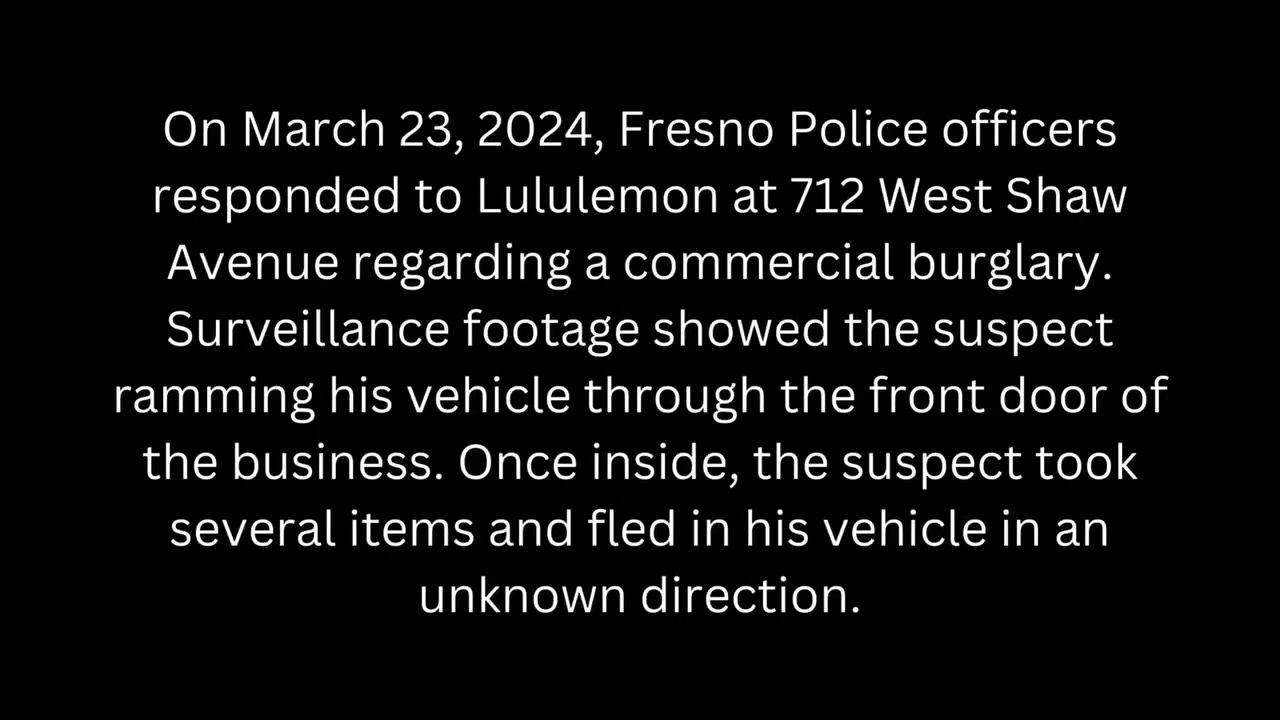 On March 23, 2024, Fresno Police officers
responded to Lululemon at 712 West Shaw
Avenue regarding a commercial burglary.
Surveillance footage showed the suspect
ramming his vehicle through the front door of
the business. Once inside, the suspect took
several items and fled in his vehicle in an
unknown direction.